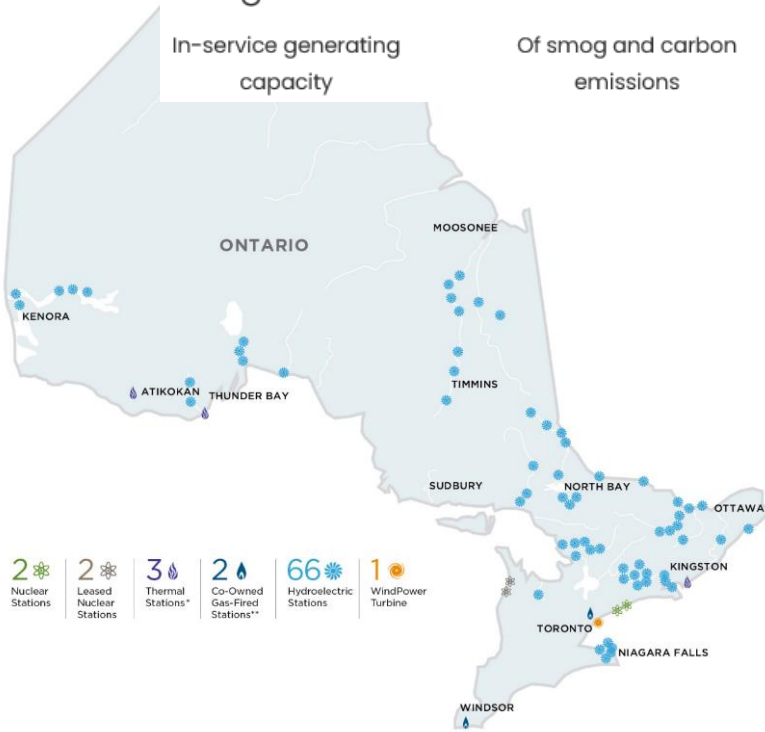 In-service generating
capacity
Of smog and carbon
emissions
MOOSONEE
ONTARIO
KENORA
ATIKOKAN
THUNDER BAY
TIMMINS
SUDBURY
NORTH BAY
OTTAWA
KINGSTON
TORONTO
NIAGARA FALLS
WINDSOR
2
Nuclear
Stations
2
Leased
Nuclear
Stations
3
Thermal
Stations*
2
Co-Owned
Gas-Fired
Stations**
66
Hydroelectric
Stations
1
WindPower
Turbine